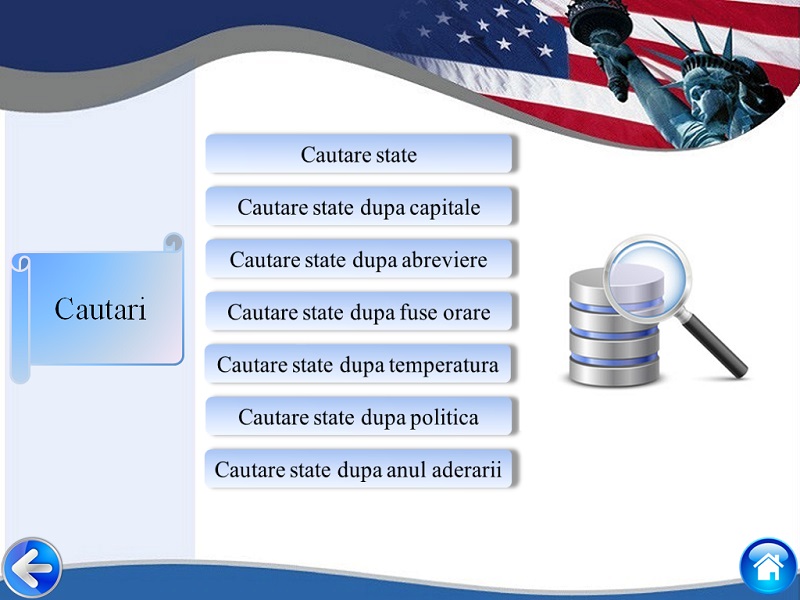 Cautari
Cautare state
Cautare state dupa capitale
Cautare state dupa abreviere
Cautare state dupa fuse orare
Cautare state dupa temperatura
Cautare state dupa politica
Cautare state dupa anul aderarii